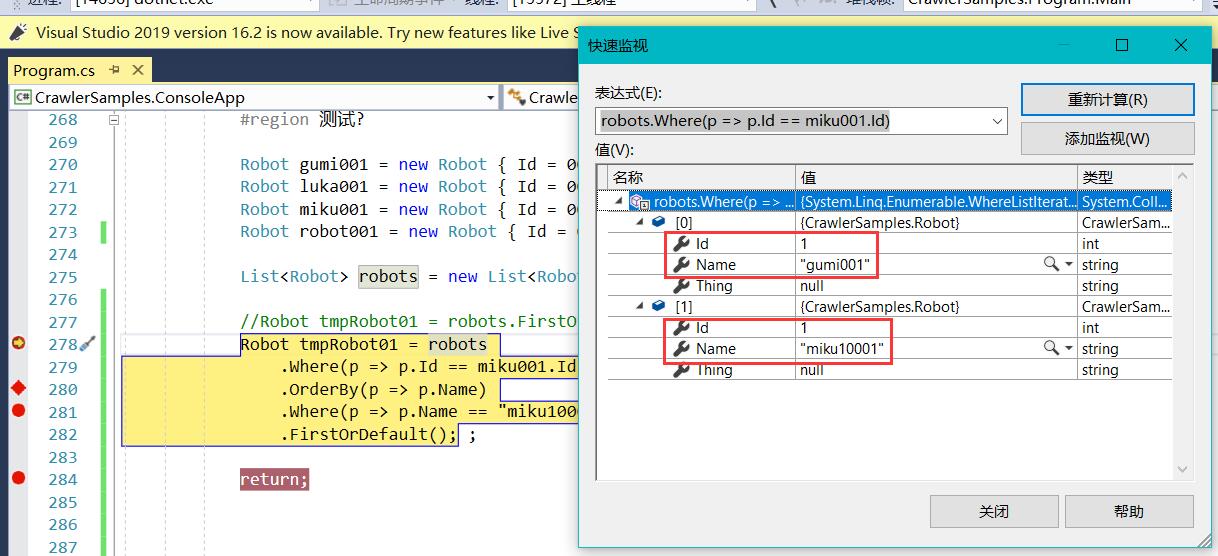 进程: [14656] dotnet.exe 生命周期事件 线程: [15972] 主线程 堆栈帧: CrawlerSamples.Program.Main
Visual Studio 2019 version 16.2 is now available. Try new features like Live S
Program.cs
C# CrawlerSamples.ConsoleApp Crawle
268 #region 测试?
269
270 Robot gumi001 = new Robot { Id = 0
271 Robot luka001 = new Robot { Id = 0
272 Robot miku001 = new Robot { Id = 0
273 Robot robot001 = new Robot { Id =
274
275 List<Robot> robots = new List<Robot
276
277 //Robot tmpRobot01 = robots.FirstO
278 Robot tmpRobot01 = robots
279 .Where(p => p.Id == miku001.Id
280 .OrderBy(p => p.Name)
281 .Where(p => p.Name == "miku1000
282 .FirstOrDefault(); ;
283
284 return;
285
286
287
快速监视
表达式(E):
robots.Where(p => p.Id == miku001.Id)
重新计算(R)
添加监视(W)
值(V):
名称 值 类型
robots.Where(p => ... {System.Linq.Enumerable.WhereListIterat... System.Coll...
[0] {CrawlerSamples.Robot} CrawlerSam...
Id 1 int
Name "gumi001" string
Thing null string
[1] {CrawlerSamples.Robot} CrawlerSam...
Id 1 int
Name "miku10001" string
Thing null string
关闭
帮助